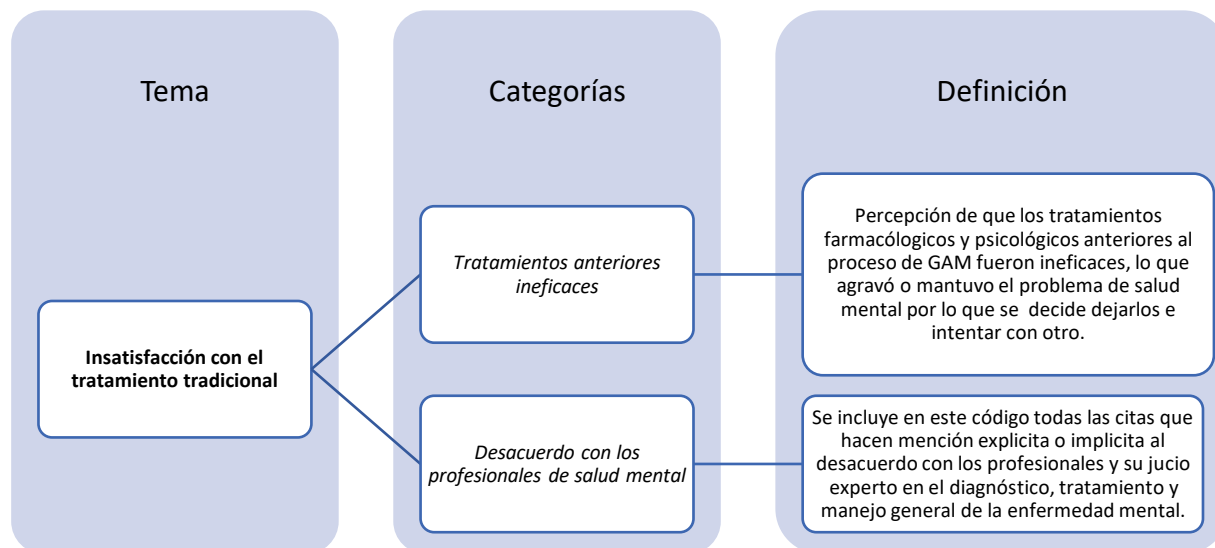 Tema
Categorías
Definición
Insatisfacción con el
tratamiento tradicional
Tratamientos anteriores
ineficaces
Percepción de que los tratamientos
farmácologicos y psicológicos anteriores al
proceso de GAM fueron ineficaces, lo que
agravó o mantuvo el problema de salud
mental por lo que se decide dejarlos e
intentar con otro.
Desacuerdo con los
profesionales de salud mental
Se incluye en este código todas las citas que
hacen mención explicita o implicita al
desacuerdo con los profesionales y su jucio
experto en el diagnóstico, tratamiento y
manejo general de la enfermedad mental.